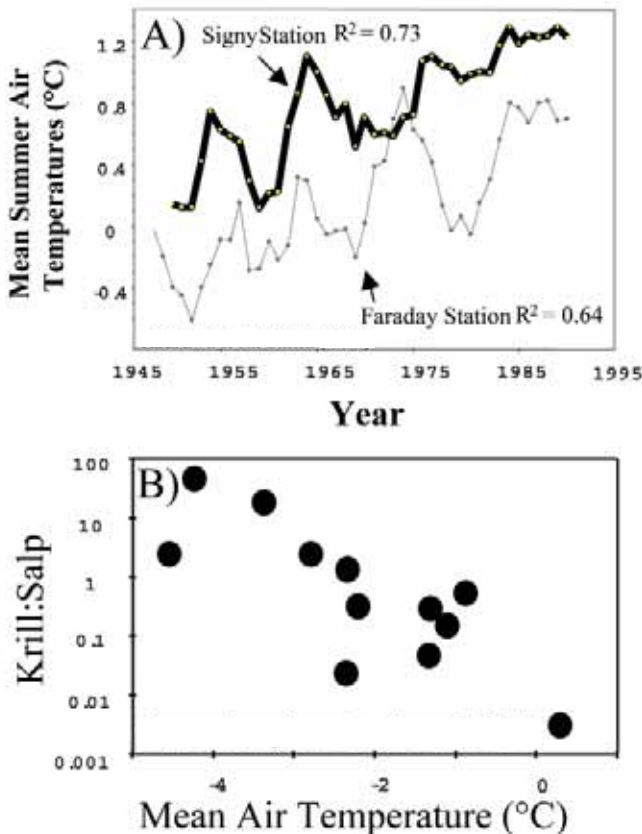 A)
SignyStation R² = 0.73
Mean Summer Air
Temperatures (°C)
1.2
0.8
0.4
0
-0.4
Faraday Station R² = 0.64
1945 1955 1965 1975 1985 1995
Year
B)
Krill:Salp
100
10
1
0.1
0.01
0.001
-4 -2 0
Mean Air Temperature (°C)